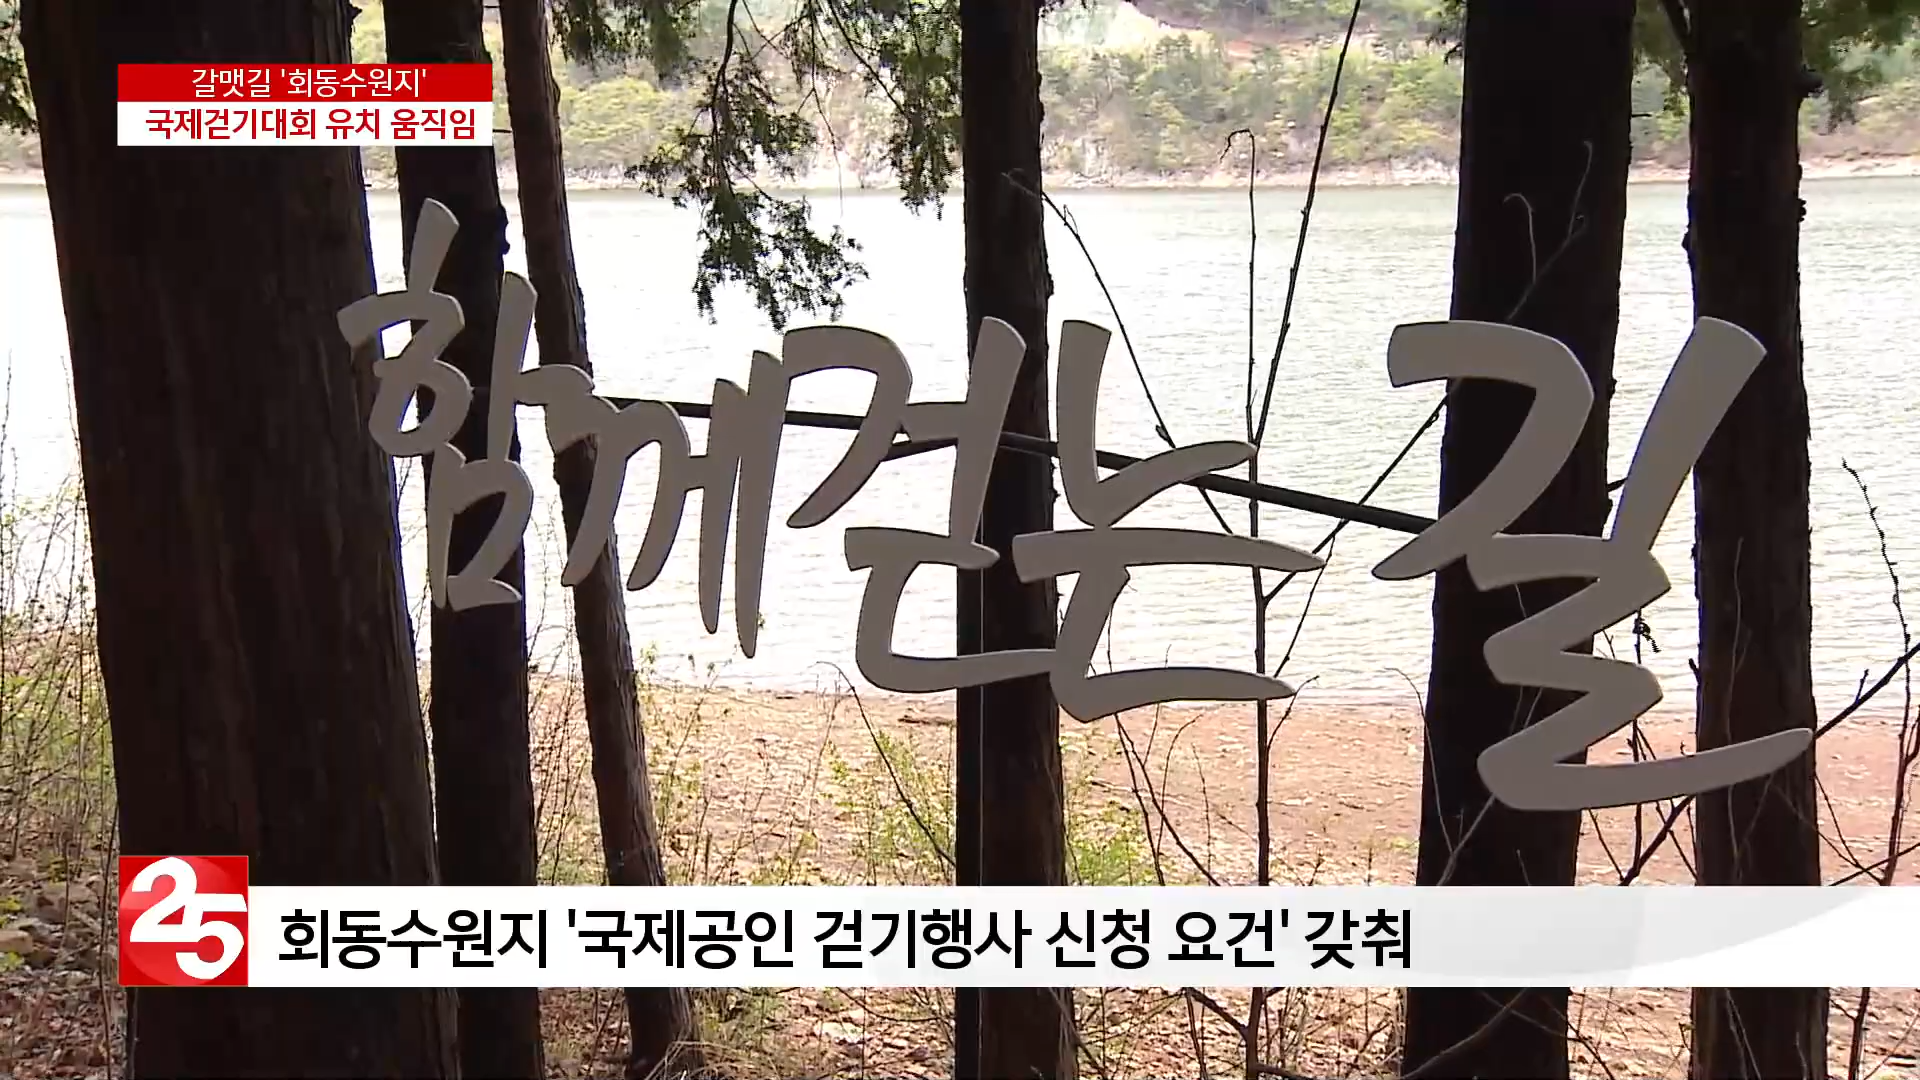 갈맷길 '회동수원지'
국제걷기대회 유치 움직임
함께 걷는 길
25
회동수원지 '국제공인 걷기행사 신청 요건' 갖춰